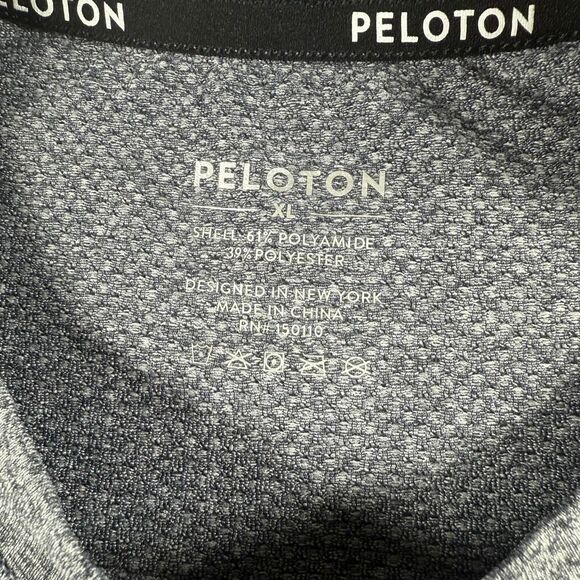 PELOTON PELOTON
PELOTON
XL
SHELL: 61% POLYAMIDE
39% POLYESTER
DESIGNED IN NEW YORK
MADE IN CHINA
RN# 150110